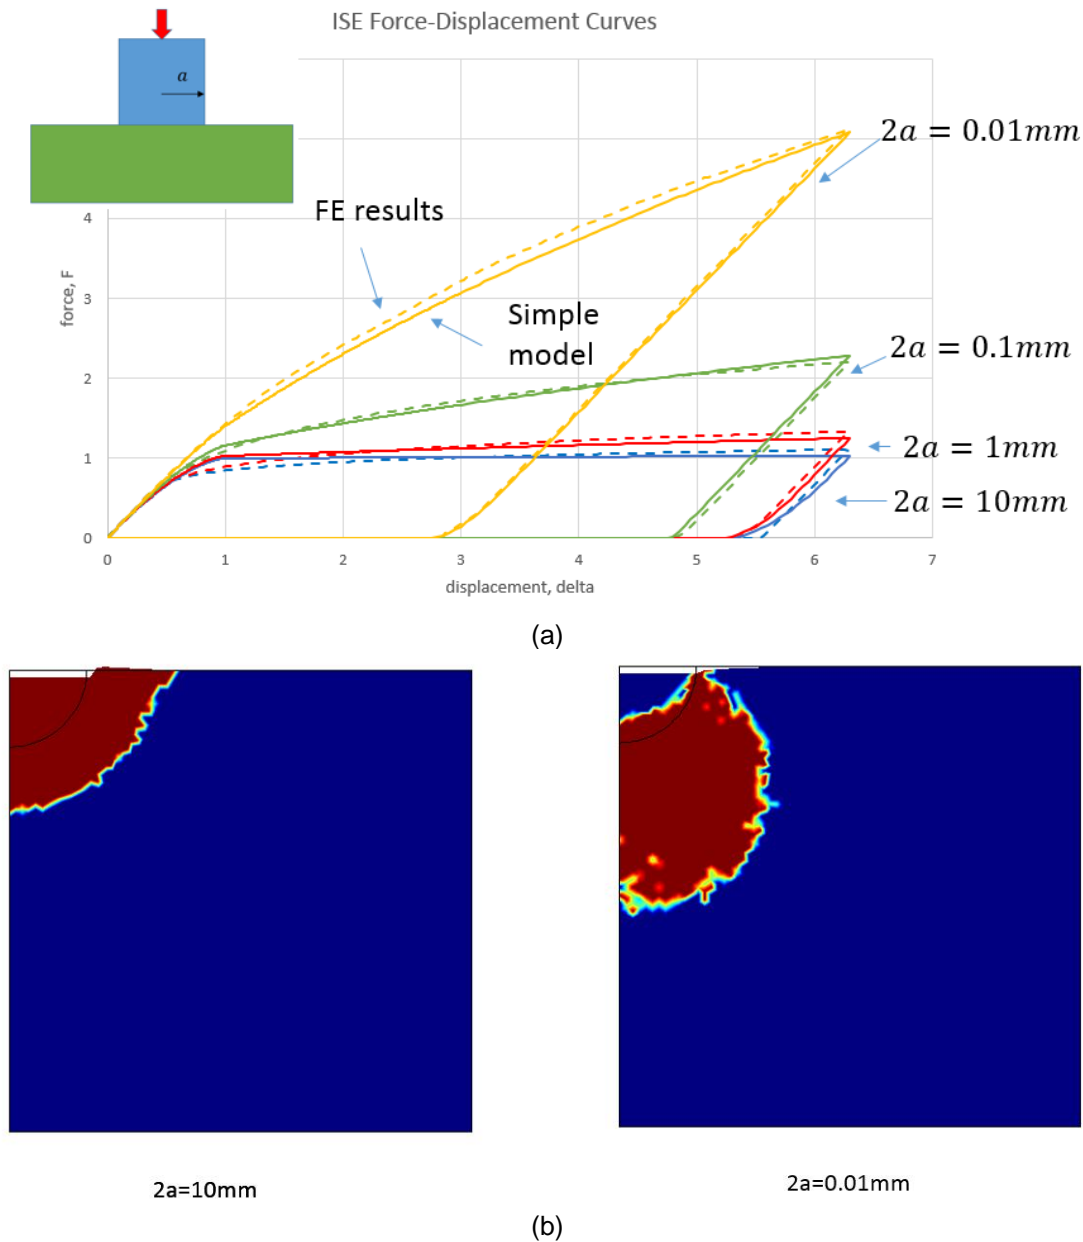 ISE Force-Displacement Curves
a
2a = 0.01mm
FE results
4
force, F
3
Simple
model
2a = 0.1mm
2
2a = 1mm
1
2a = 10mm
0
0 1 2 3 4 5 6 7
displacement, delta
(a)
2a=10mm
2a=0.01mm
(b)